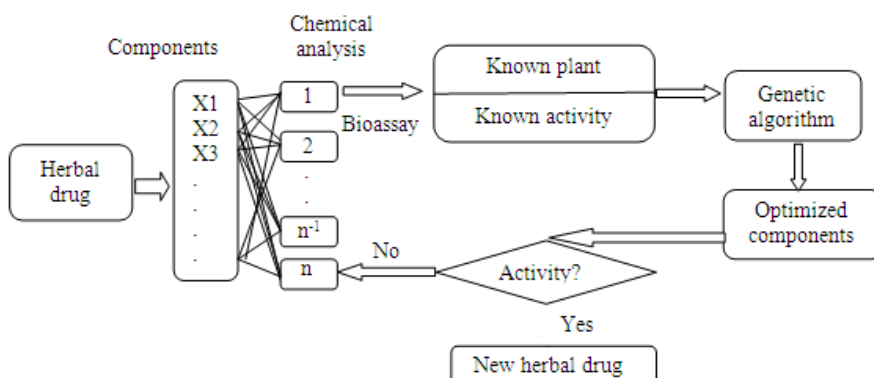 Components
Chemical
analysis
X1
X2
X3
.
.
.
.
1
2
.
.
n-1
n
Herbal
drug
Bioassay
Known plant
Known activity
Genetic
algorithm
Optimized
components
Activity?
No
Yes
New herbal drug